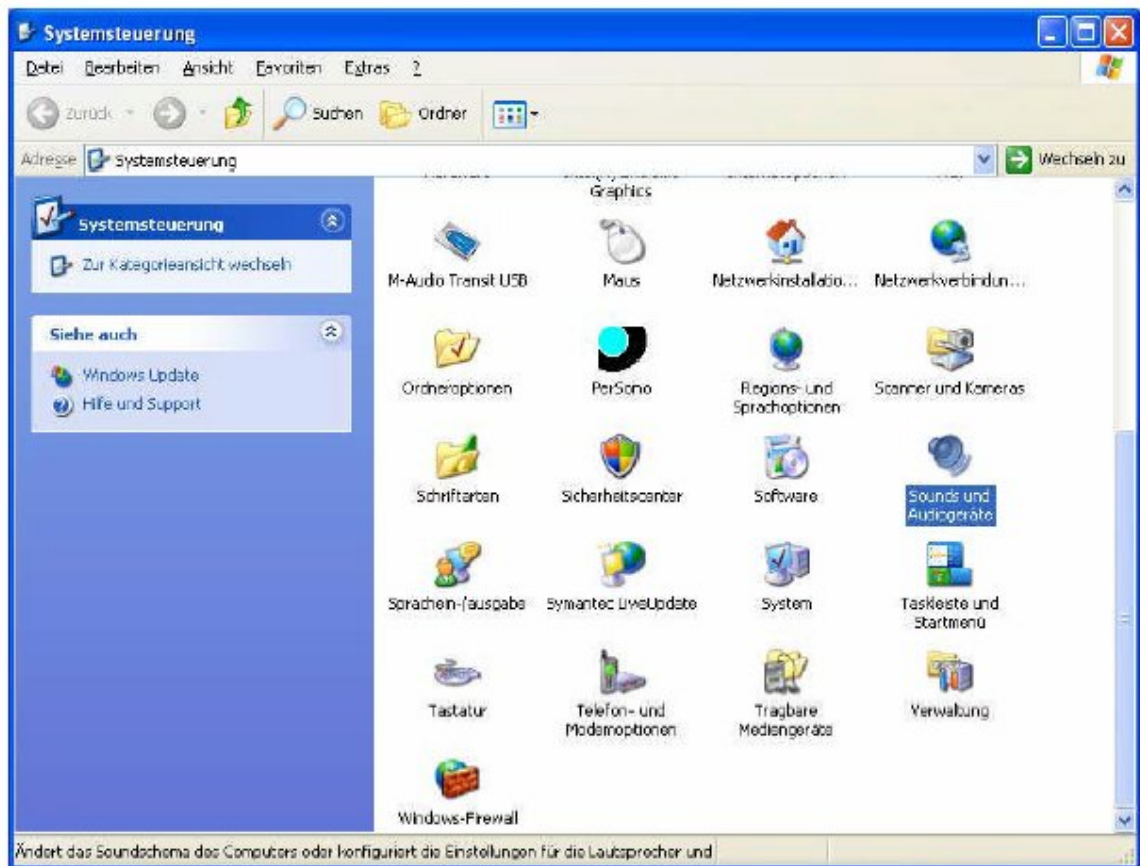 Systemsteuerung
Datei Bearbeiten Ansicht Favoriten Extras ?
Zurück Suchen Ordner
Adresse Systemsteuerung Wechseln zu
Systemsteuerung
Zur Kategorieansicht wechseln
Siehe auch
Windows Update
Hilfe und Support
Graphics
M-Audio Transit USB Maus Netzwerkinstallatio... Netzwerkverbindun...
Ordneroptionen PerSono Regions- und Sprachoptionen Scanner und Kameras
Schriftarten Sicherheitscenter Software Sounds und Audiogeräte
Sprachein-/ausgabe Symantec LiveUpdate System Taskleiste und Startmenü
Tastatur Telefon- und Modemoptionen Tragbare Mediengeräte Verwaltung
Windows-Firewall
Ändert das Soundschema des Computers oder konfiguriert die Einstellungen für die Lautsprecher und